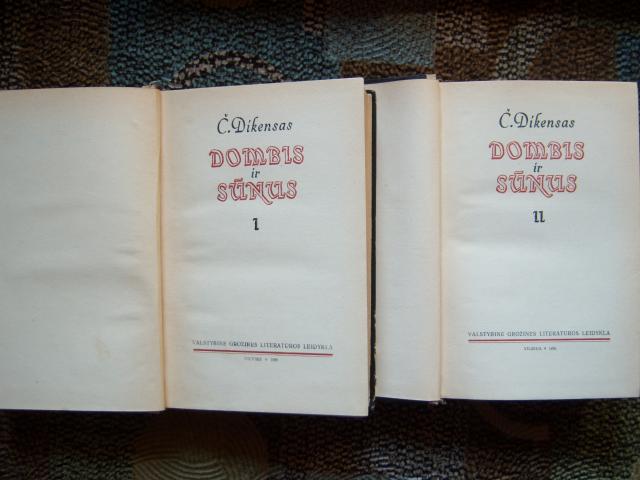 Č. Dikensas
DOMBIS
ir
SŪNUS
I
VALSTYBINĖ GROŽINĖS LITERATŪROS LEIDYKLA
Č. Dikensas
DOMBIS
ir
SŪNUS
II
VALSTYBINĖ GROŽINĖS LITERATŪROS LEIDYKLA